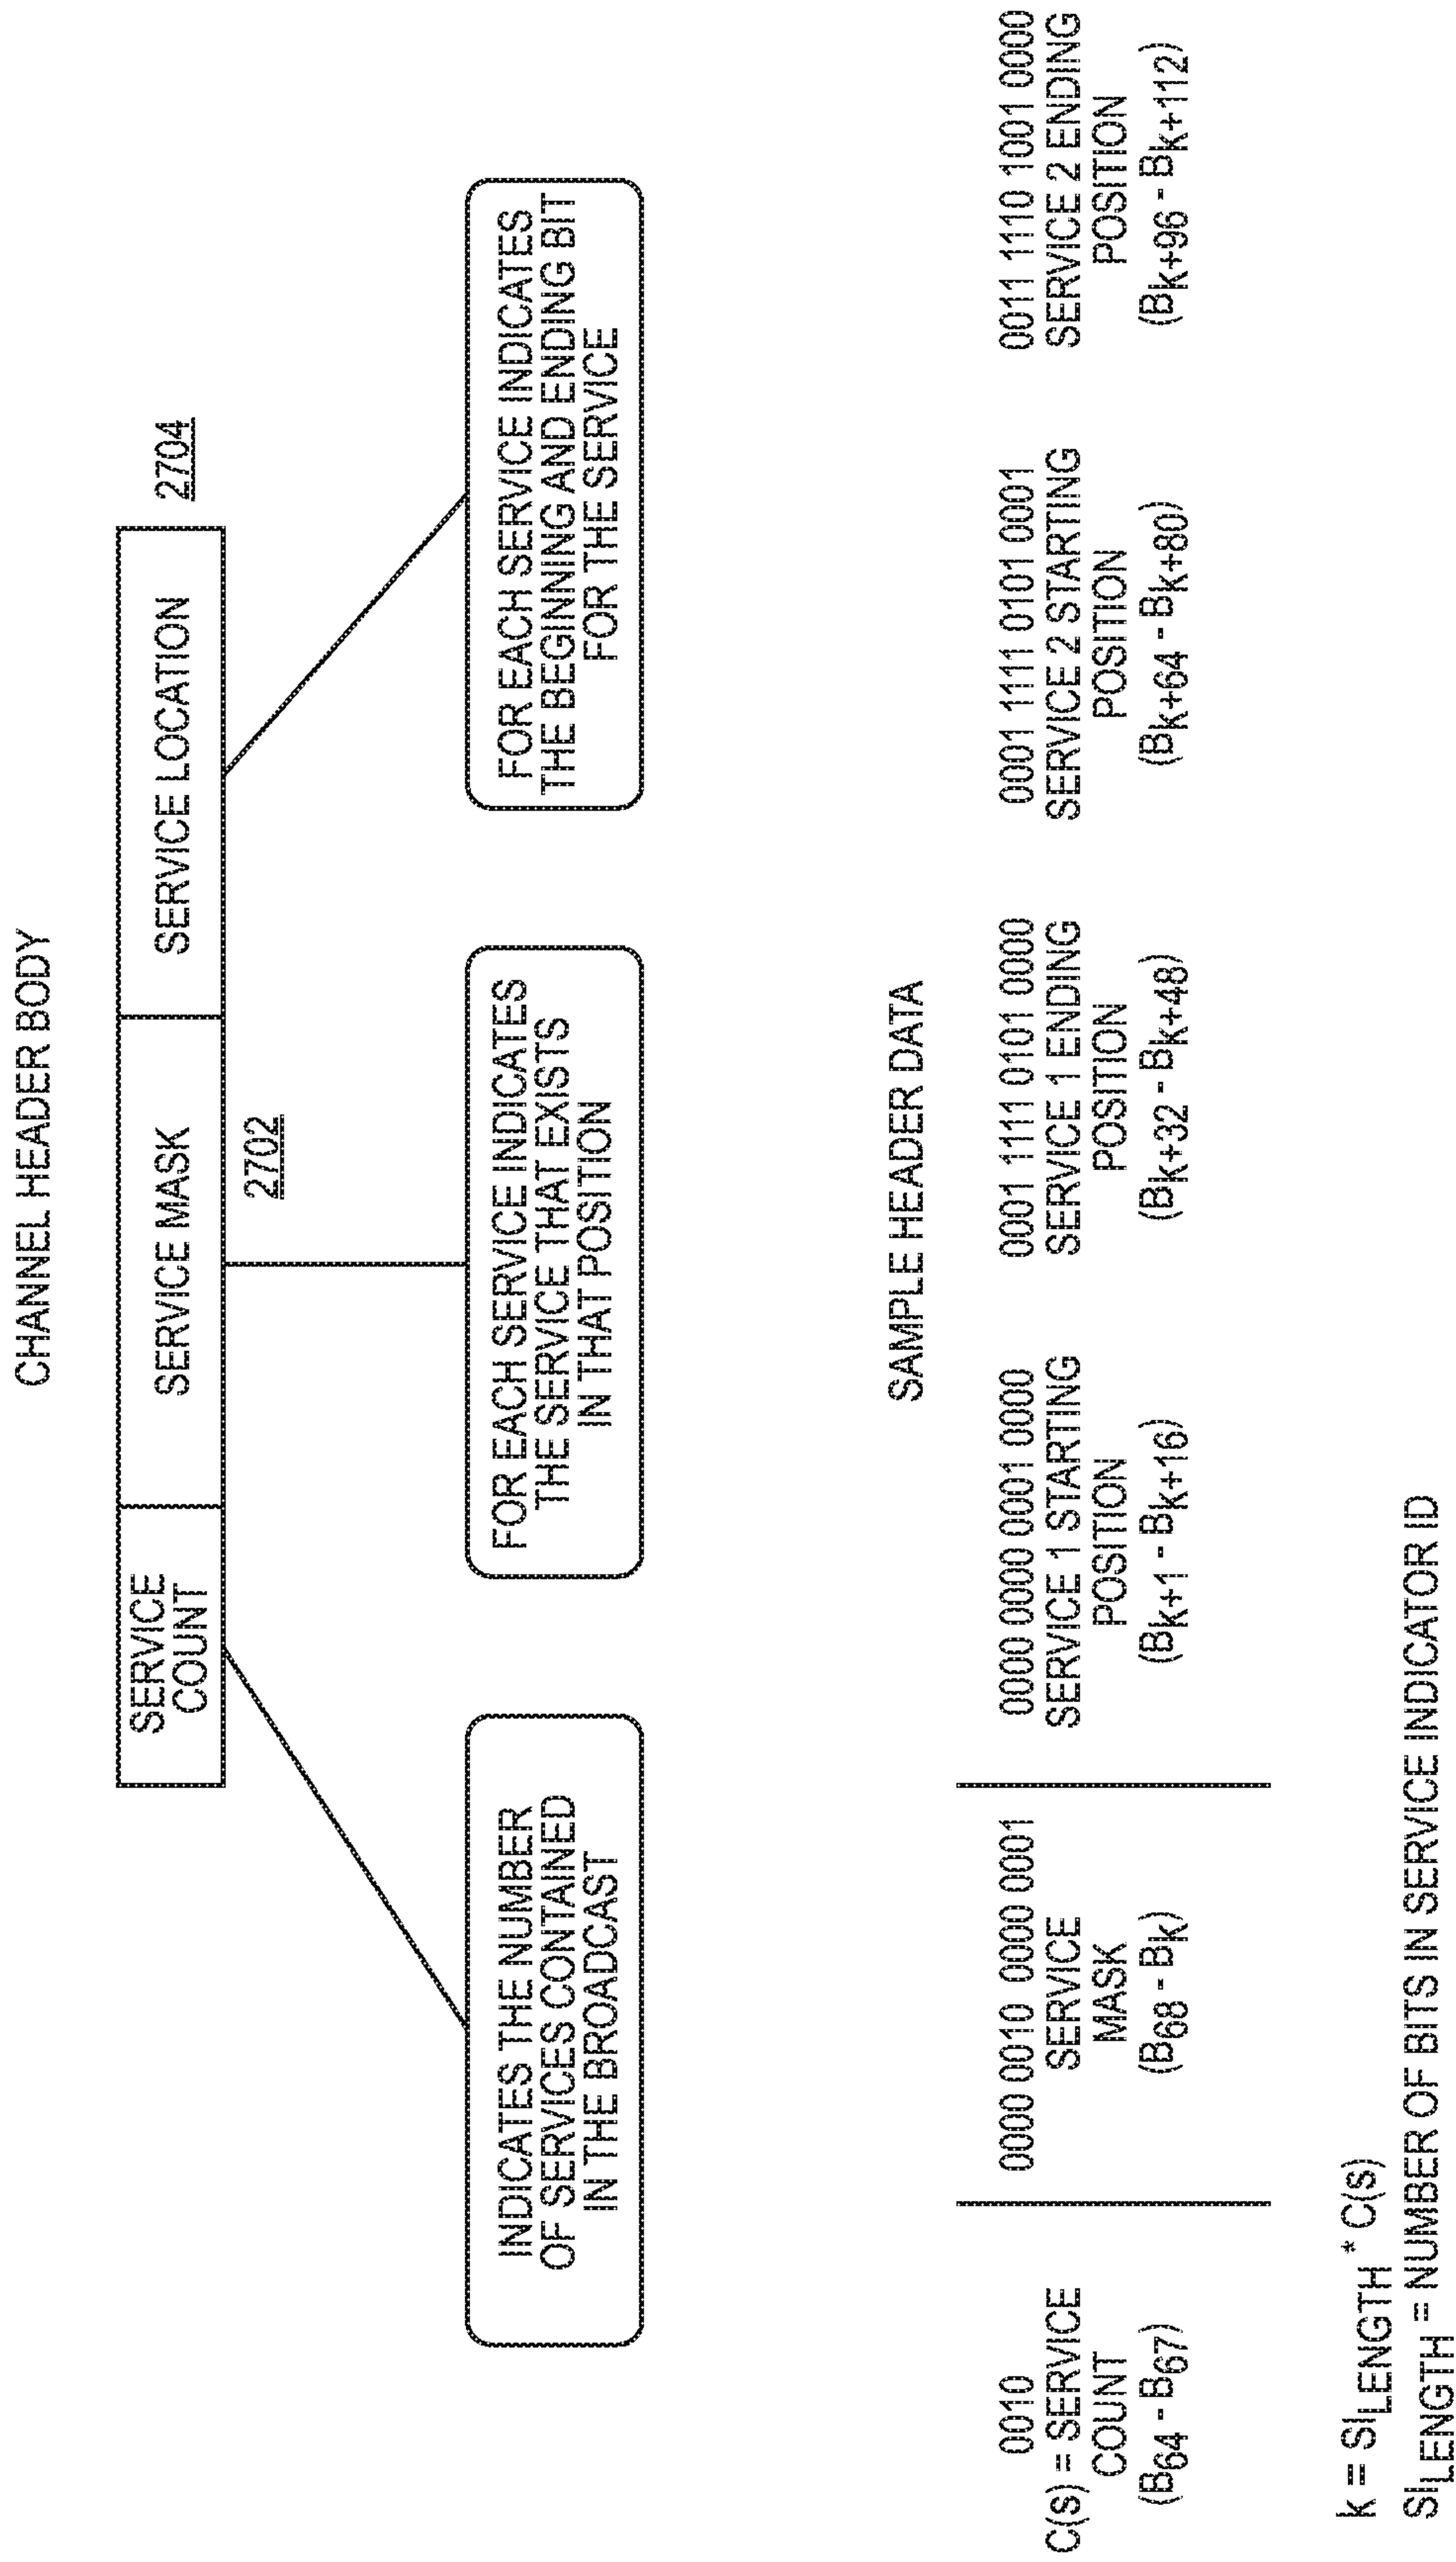 CHANNEL HEADER BODY
SERVICE
COUNT
SERVICE MASK
SERVICE LOCATION
2704
2702
INDICATES THE NUMBER
OF SERVICES CONTAINED
IN THE BROADCAST
FOR EACH SERVICE INDICATES
THE SERVICE THAT EXISTS
IN THAT POSITION
FOR EACH SERVICE INDICATES
THE BEGINNING AND ENDING BIT
FOR THE SERVICE
SAMPLE HEADER DATA
0010
C(s) = SERVICE
COUNT
(B64 - B67)
0000 0010 0000 0001
SERVICE
MASK
(B68 - Bk)
0000 0000 0001 0000
SERVICE 1 STARTING
POSITION
(Bk+1 - Bk+16)
0001 1111 0101 0000
SERVICE 1 ENDING
POSITION
(Bk+32 - Bk+48)
0001 1111 0101 0001
SERVICE 2 STARTING
POSITION
(Bk+64 - Bk+80)
0011 1110 1001 0000
SERVICE 2 ENDING
POSITION
(Bk+96 - Bk+112)
k = SILENGTH * C(s)
SILENGTH = NUMBER OF BITS IN SERVICE INDICATOR ID